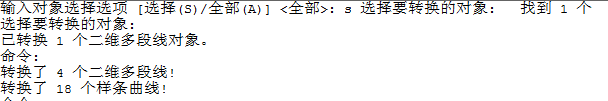 输入对象选择选项 [选择(S)/全部(A)] <全部>: s 选择要转换的对象： 找到 1 个
选择要转换的对象：
已转换 1 个二维多段线对象。
命令：
转换了 4 个二维多段线!
转换了 18 个样条曲线!